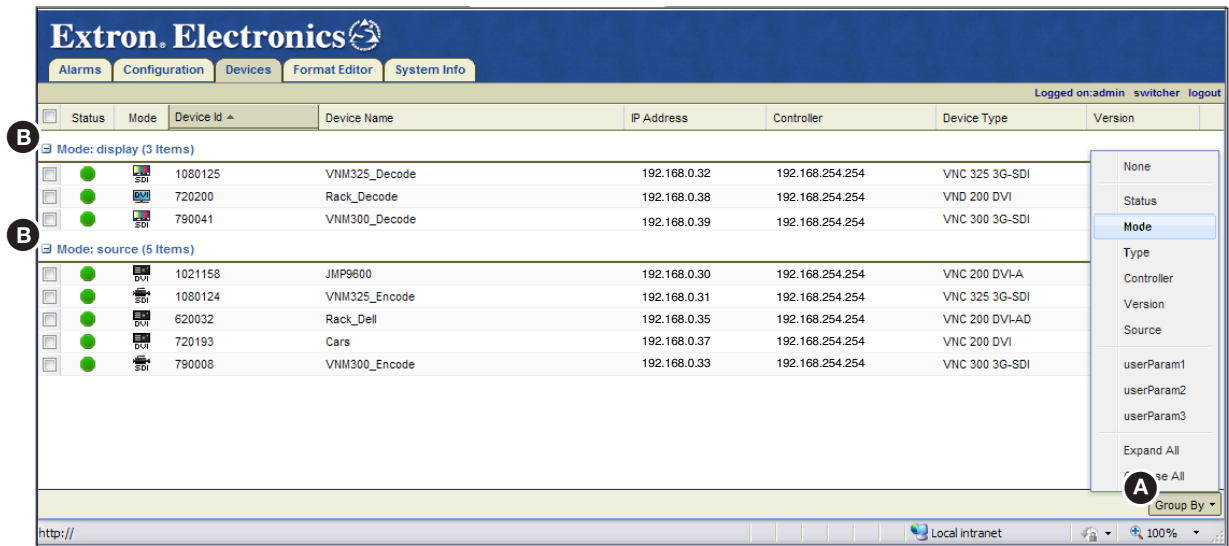 Extron. Electronics
Alarms Configuration Devices Format Editor System Info
Logged on:admin switcher logout
Status Mode Device Id Device Name IP Address Controller Device Type Version
B
Mode: display (3 Items)
SDI 1080125 VNM325_Decode 192.168.0.32 192.168.254.254 VNC 325 3G-SDI
DVI 720200 Rack_Decode 192.168.0.38 192.168.254.254 VND 200 DVI
SDI 790041 VNM300_Decode 192.168.0.39 192.168.254.254 VNC 300 3G-SDI
B
Mode: source (5 Items)
DVI 1021158 JMP9600 192.168.0.30 192.168.254.254 VNC 200 DVI-A
SDI 1080124 VNM325_Encode 192.168.0.31 192.168.254.254 VNC 325 3G-SDI
DVI 620032 Rack_Dell 192.168.0.35 192.168.254.254 VNC 200 DVI-AD
DVI 720193 Cars 192.168.0.37 192.168.254.254 VNC 200 DVI
SDI 790008 VNM300_Encode 192.168.0.33 192.168.254.254 VNC 300 3G-SDI
None
Status
Mode
Type
Controller
Version
Source
userParam1
userParam2
userParam3
Expand All
All
A
Group By
http:// Local intranet 100%